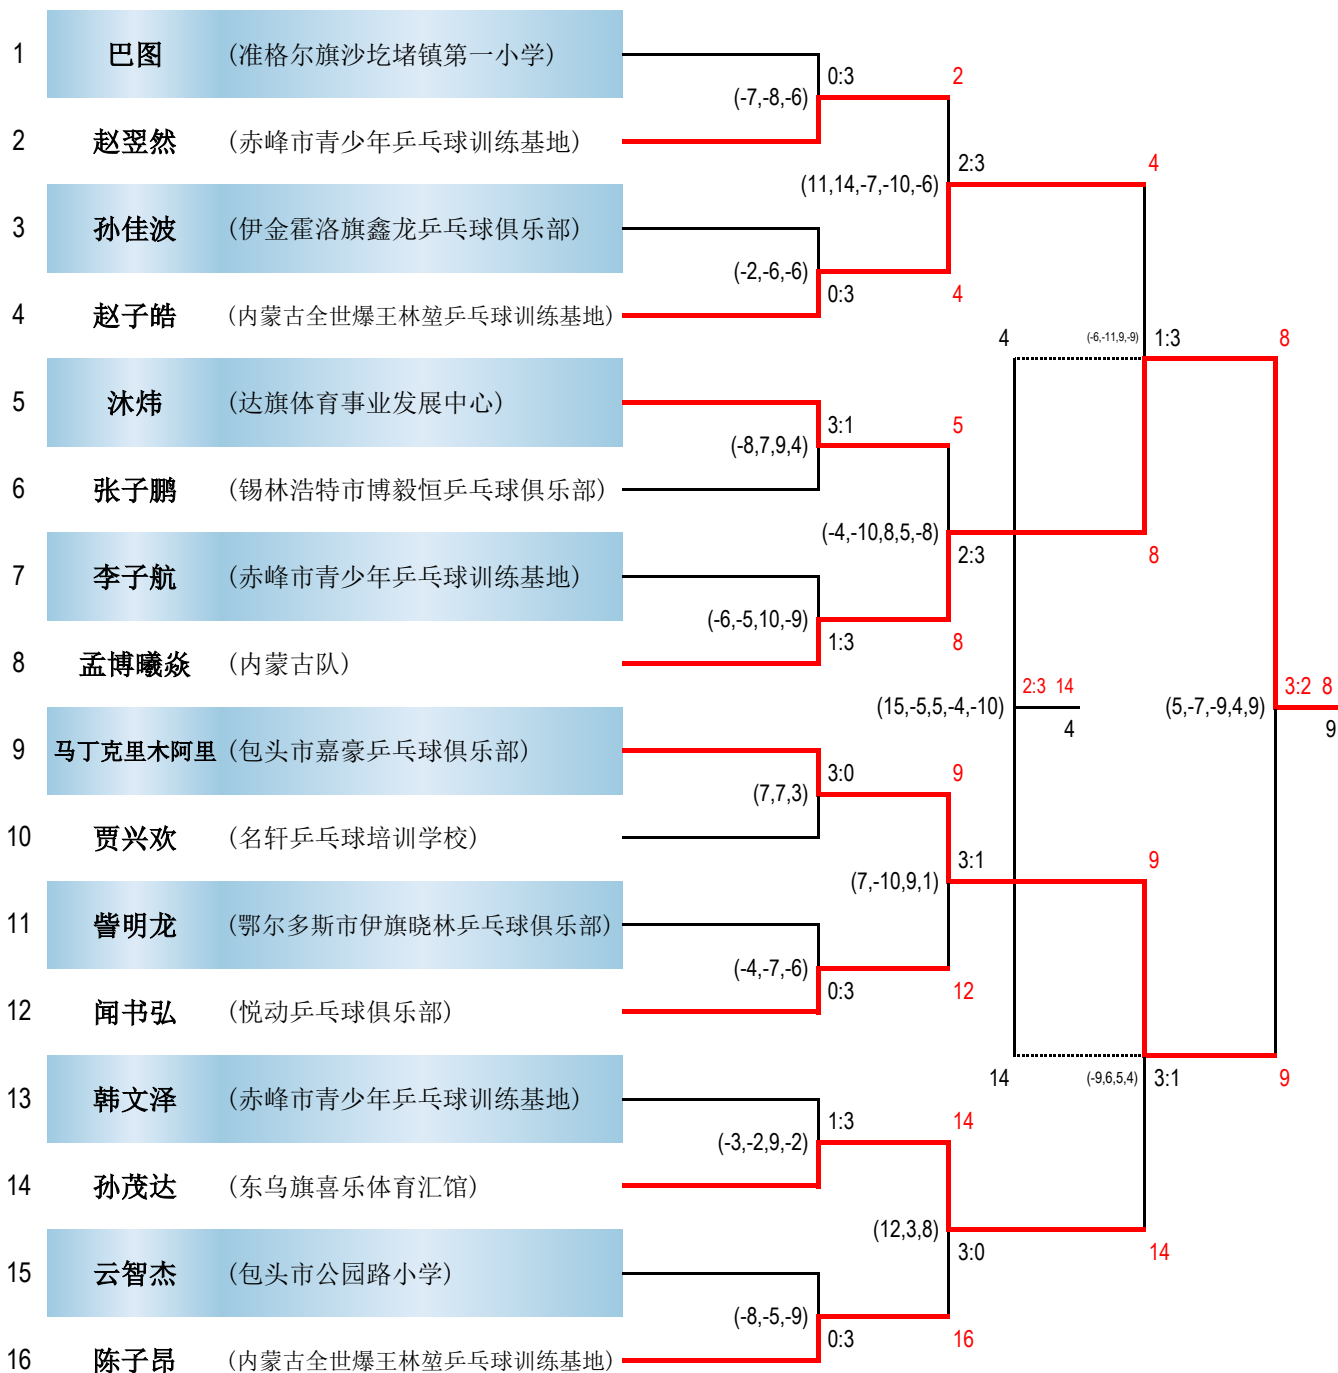 1 巴图 (准格尔旗沙圪堵镇第一小学)
0:3 2
(-7,-8,-6)
2 赵翌然 (赤峰市青少年乒乓球训练基地)
2:3 4
(11,14,-7,-10,-6)
3 孙佳波 (伊金霍洛旗鑫龙乒乓球俱乐部)
(-2,-6,-6)
0:3 4
4 赵子皓 (内蒙古全世爆王林堃乒乓球训练基地)
4 (-6,-11,9,-9) 1:3 8
5 沐炜 (达旗体育事业发展中心)
3:1 5
(-8,7,9,4)
6 张子鹏 (锡林浩特市博毅恒乒乓球俱乐部)
(-4,-10,8,5,-8)
2:3 8
7 李子航 (赤峰市青少年乒乓球训练基地)
(-6,-5,10,-9)
1:3 8
8 孟博曦焱 (内蒙古队)
2:3 14 3:2 8
(15,-5,5,-4,-10) (5,-7,-9,4,9)
4 9
9 马丁克里木阿里 (包头市嘉豪乒乓球俱乐部)
3:0 9
(7,7,3)
10 贾兴欢 (名轩乒乓球培训学校)
3:1 9
(7,-10,9,1)
11 訾明龙 (鄂尔多斯市伊旗晓林乒乓球俱乐部)
(-4,-7,-6)
0:3 12
12 闻书弘 (悦动乒乓球俱乐部)
14 (-9,6,5,4) 3:1 9
13 韩文泽 (赤峰市青少年乒乓球训练基地)
1:3 14
(-3,-2,9,-2)
14 孙茂达 (东乌旗喜乐体育汇馆)
(12,3,8)
3:0 14
15 云智杰 (包头市公园路小学)
(-8,-5,-9)
0:3 16
16 陈子昂 (内蒙古全世爆王林堃乒乓球训练基地)